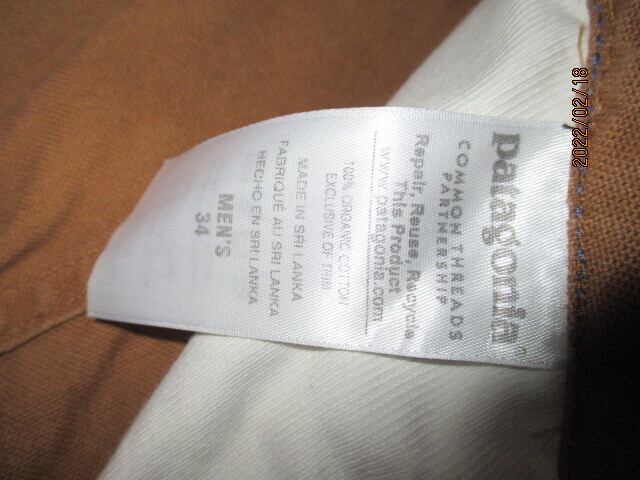 patagonia®
COMMON THREADS
PARTNERSHIP
Repair, Reuse, Recycle
This Product
www.patagonia.com
100% ORGANIC COTTON
EXCLUSIVE OF TRIM
MADE IN SRI LANKA
FABRIQUÉ AU SRI LANKA
HECHO EN SRI LANKA
MEN'S
34
2022/02/18